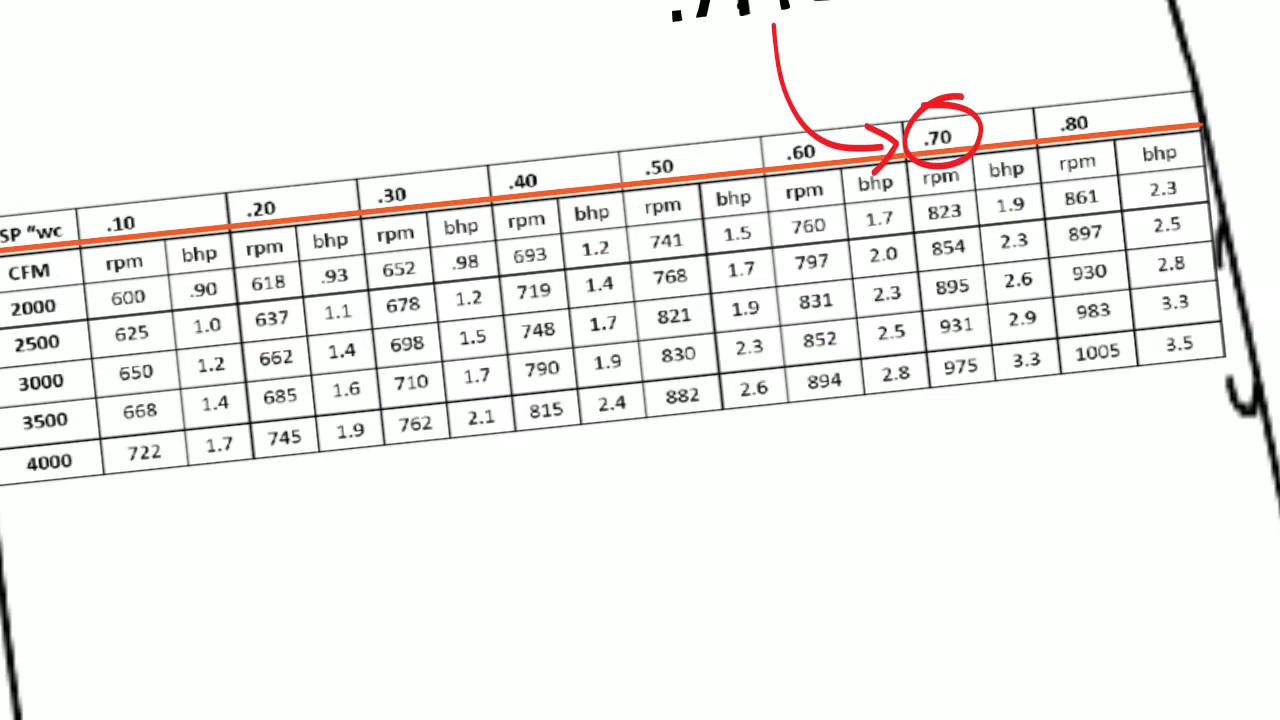 SP "wc .10 .20 .30 .40 .50 .60 .70 .80
CFM rpm bhp rpm bhp rpm bhp rpm bhp rpm bhp rpm bhp rpm bhp rpm bhp
2000 600 .90 618 .93 652 .98 693 1.2 741 1.5 760 1.7 823 1.9 861 2.3
2500 625 1.0 637 1.1 678 1.2 719 1.4 768 1.7 797 2.0 854 2.3 897 2.5
3000 650 1.2 662 1.4 698 1.5 748 1.7 821 1.9 831 2.3 895 2.6 930 2.8
3500 668 1.4 685 1.6 710 1.7 790 1.9 830 2.3 852 2.5 931 2.9 983 3.3
4000 722 1.7 745 1.9 762 2.1 815 2.4 882 2.6 894 2.8 975 3.3 1005 3.5